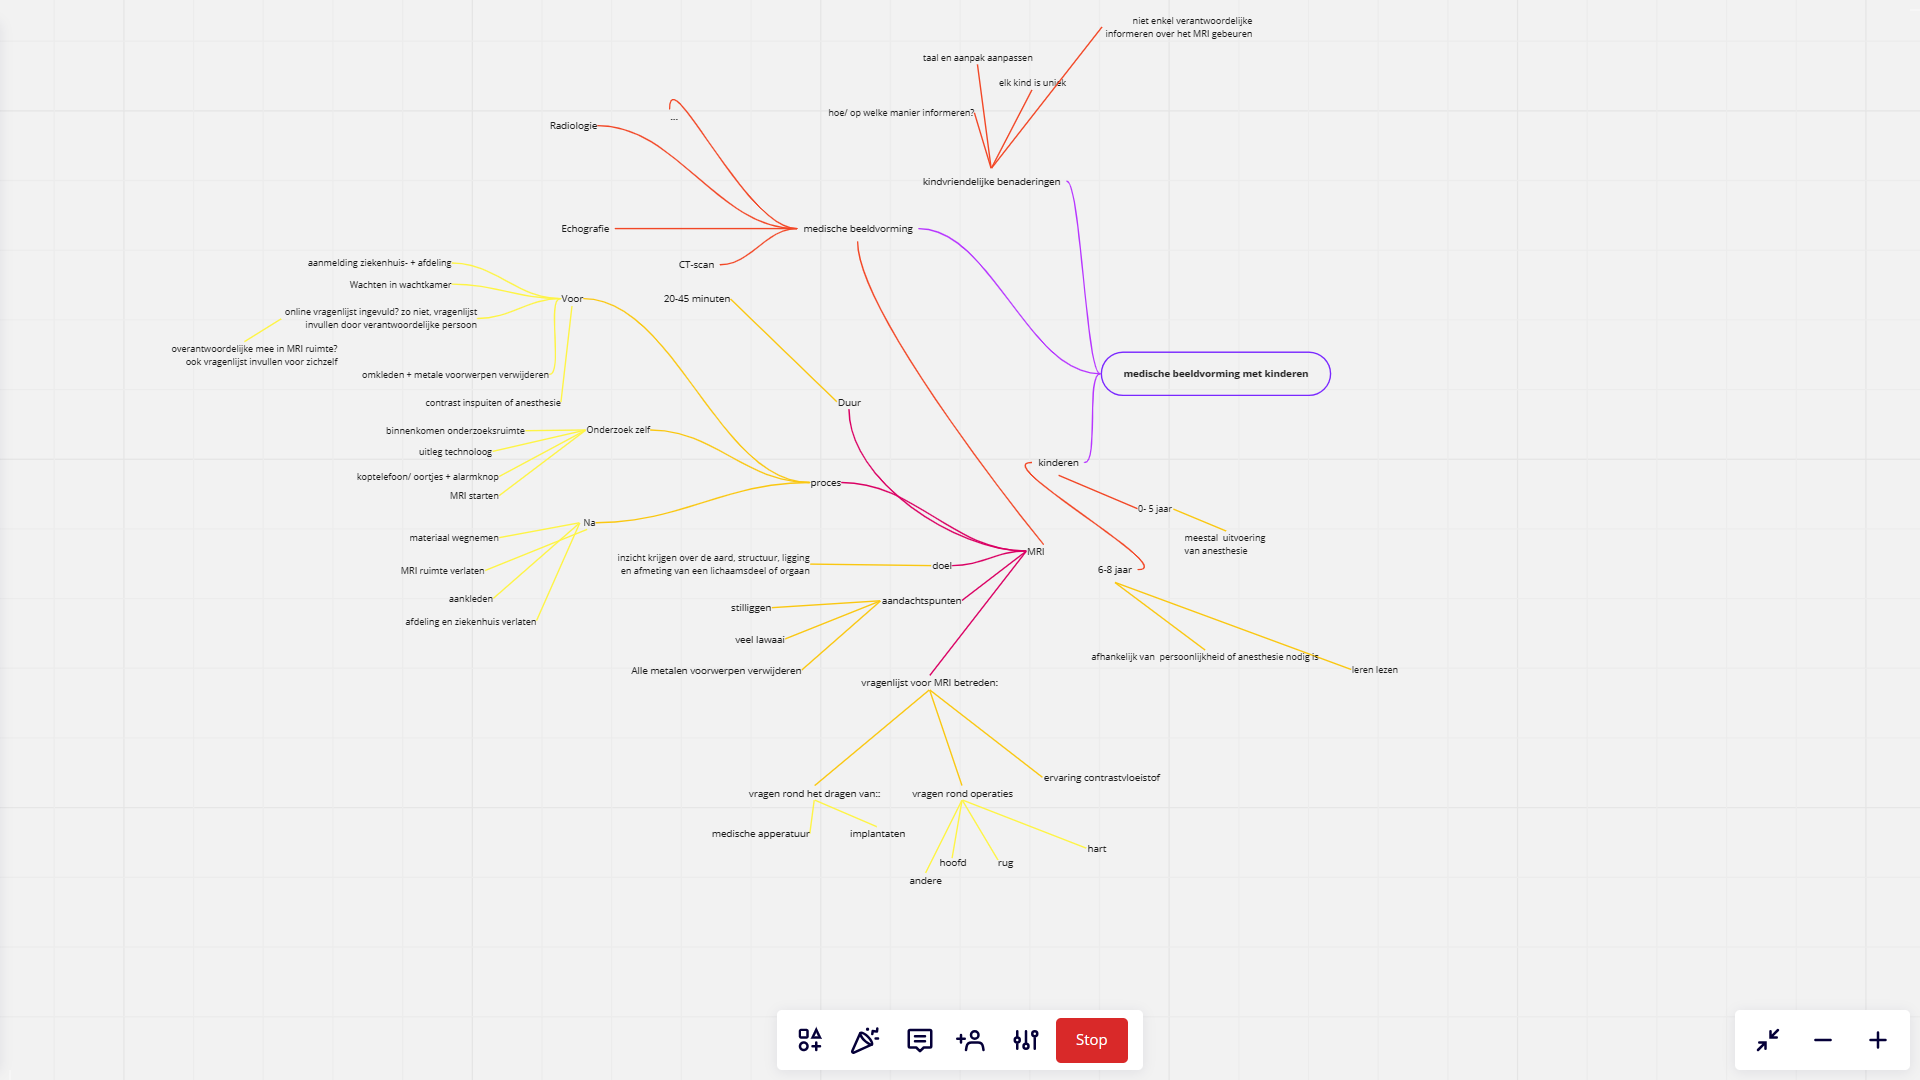 niet enkel verantwoordelijke
informeren over het MRI gebeuren
taal en aanpak aanpassen
elk kind is uniek
hoe/ op welke manier informeren?
kindvriendelijke benaderingen
...
Radiologie
Echografie
medische beeldvorming
CT-scan
20-45 minuten
aanmelding ziekenhuis- + afdeling
Wachten in wachtkamer
Voor
online vragenlijst ingevuld? zo niet, vragenlijst
invullen door verantwoordelijke persoon
overantwoordelijke mee in MRI ruimte?
ook vragenlijst invullen voor zichzelf
omkleden + metale voorwerpen verwijderen
contrast inspuiten of anesthesie
medische beeldvorming met kinderen
Duur
binnenkomen onderzoeksruimte
Onderzoek zelf
uitleg technoloog
koptelefoon/ oortjes + alarmknop
MRI starten
proces
kinderen
0- 5 jaar
meestal  uitvoering
van anesthesie
6-8 jaar
afhankelijk van  persoonlijkheid of anesthesie nodig is
leren lezen
Na
materiaal wegnemen
MRI ruimte verlaten
aankleden
afdeling en ziekenhuis verlaten
MRI
inzicht krijgen over de aard, structuur, ligging
en afmeting van een lichaamsdeel of orgaan
doel
aandachtspunten
stilliggen
veel lawaai
Alle metalen voorwerpen verwijderen
vragenlijst voor MRI betreden:
ervaring contrastvloeistof
vragen rond het dragen van::
vragen rond operaties
medische apparatuur
implantaten
hart
hoofd
rug
andere
Stop